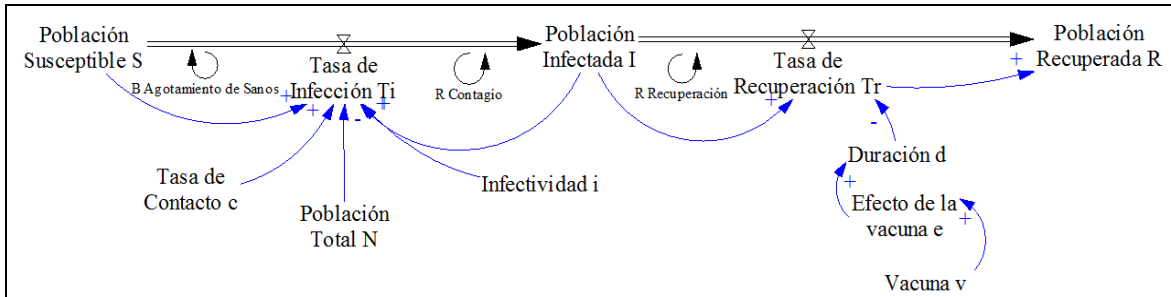 Población
Susceptible S
B Agotamiento de Sanos
Tasa de
Infección Ti
R Contagio
Población
Infectada I
R Recuperación
Tasa de
Recuperación Tr
Población
Recuperada R
+
+
-
+
+
+
-
Tasa de
Contacto c
Población
Total N
Infectividad i
Duración d
+
Efecto de la
vacuna e
+
Vacuna v